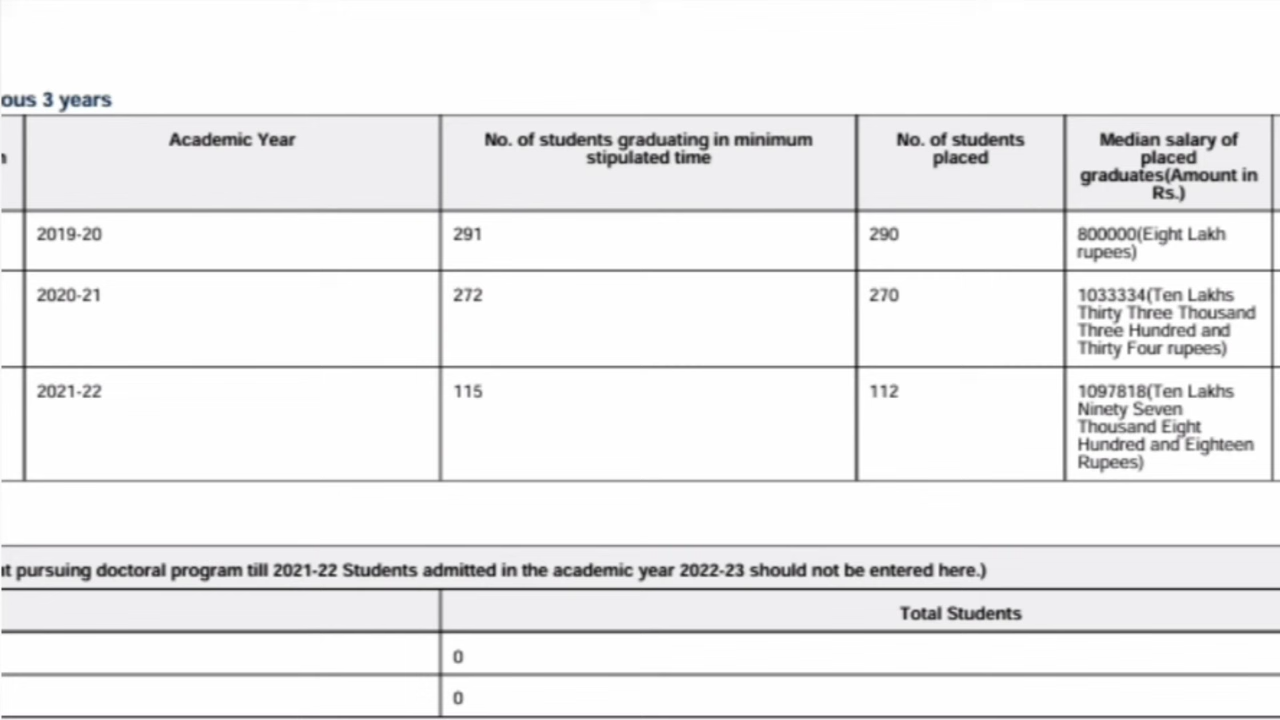 ous 3 years
Academic Year
No. of students graduating in minimum
stipulated time
No. of students
placed
Median salary of
placed
graduates(Amount in
Rs.)
2019-20
291
290
800000(Eight Lakh
rupees)
2020-21
272
270
1033334(Ten Lakhs
Thirty Three Thousand
Three Hundred and
Thirty Four rupees)
2021-22
115
112
1097818(Ten Lakhs
Ninety Seven
Thousand Eight
Hundred and Eighteen
Rupees)
t pursuing doctoral program till 2021-22 Students admitted in the academic year 2022-23 should not be entered here.)
Total Students
0
0